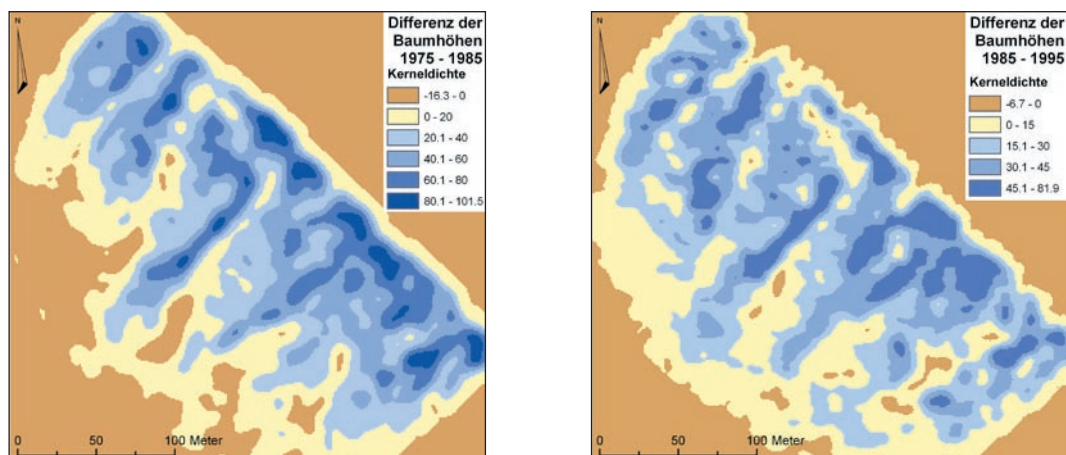 N
Differenz der
Baumhöhen
1975 - 1985
Kerneldichte
-16.3 - 0
0 - 20
20.1 - 40
40.1 - 60
60.1 - 80
80.1 - 101.5
0 50 100 Meter
N
Differenz der
Baumhöhen
1985 - 1995
Kerneldichte
-6.7 - 0
0 - 15
15.1 - 30
30.1 - 45
45.1 - 81.9
0 50 100 Meter